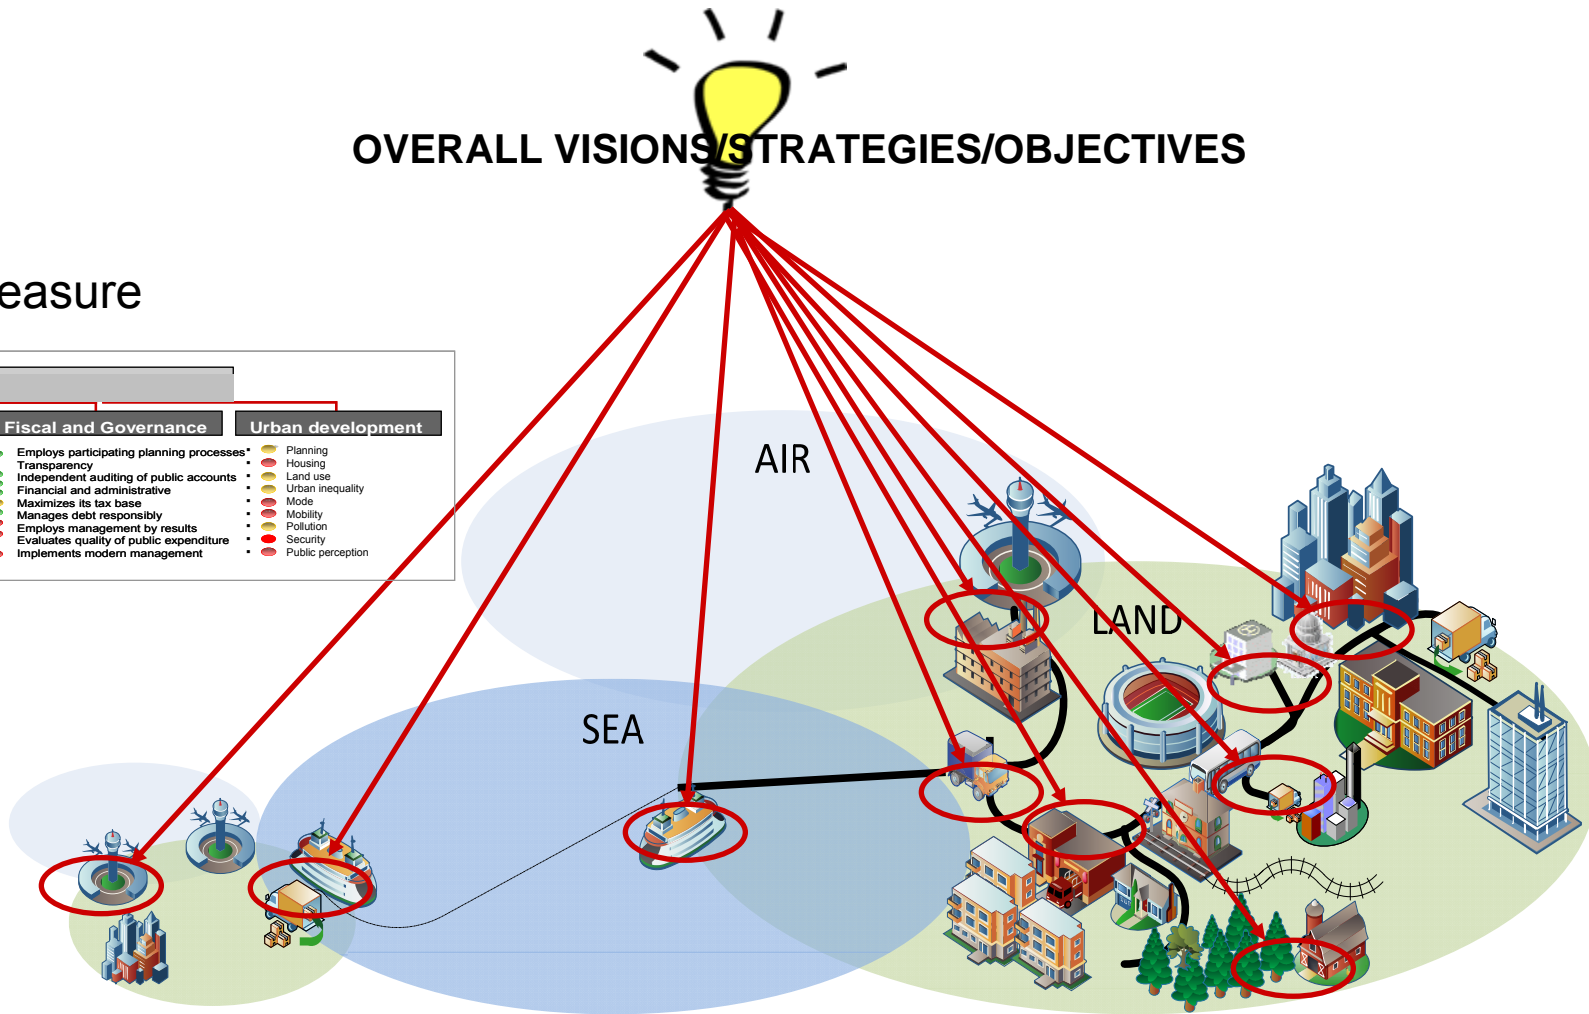 OVERALL VISIONS/STRATEGIES/OBJECTIVES
easure
Fiscal and Governance
Employs participating planning processes
Transparency
Independent auditing of public accounts
Financial and administrative
Maximizes its tax base
Manages debt responsibly
Employs management by results
Evaluates quality of public expenditure
Implements modern management
Urban development
Planning
Housing
Land use
Urban inequality
Mode
Mobility
Pollution
Security
Public perception
AIR
LAND
SEA